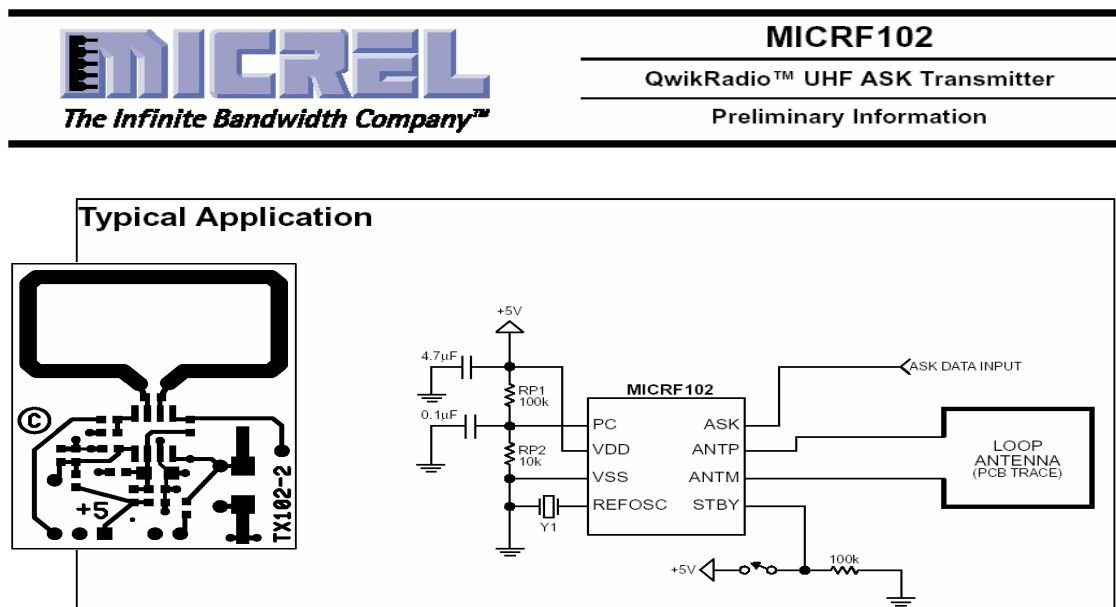 MICREL
The Infinite Bandwidth Company™
MICRF102
QwikRadio™ UHF ASK Transmitter
Preliminary Information
Typical Application
©
+5
TX102-2
+5V
4.7µF
RP1
100k
0.1µF
RP2
10k
Y1
MICRF102
PC
VDD
VSS
REFOSC
ASK
ANTP
ANTM
STBY
ASK DATA INPUT
LOOP
ANTENNA
(PCB TRACE)
+5V
100k